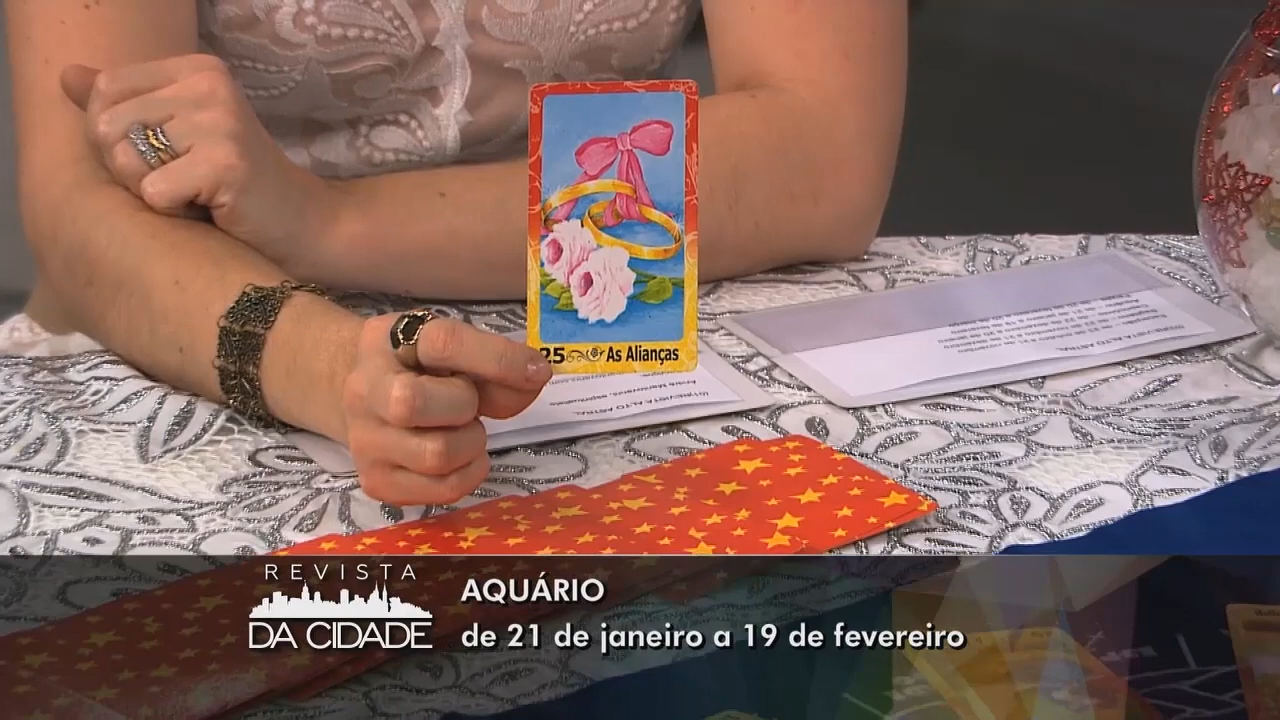 25 As Alianças
REVISTA
DA CIDADE
AQUÁRIO
de 21 de janeiro a 19 de fevereiro